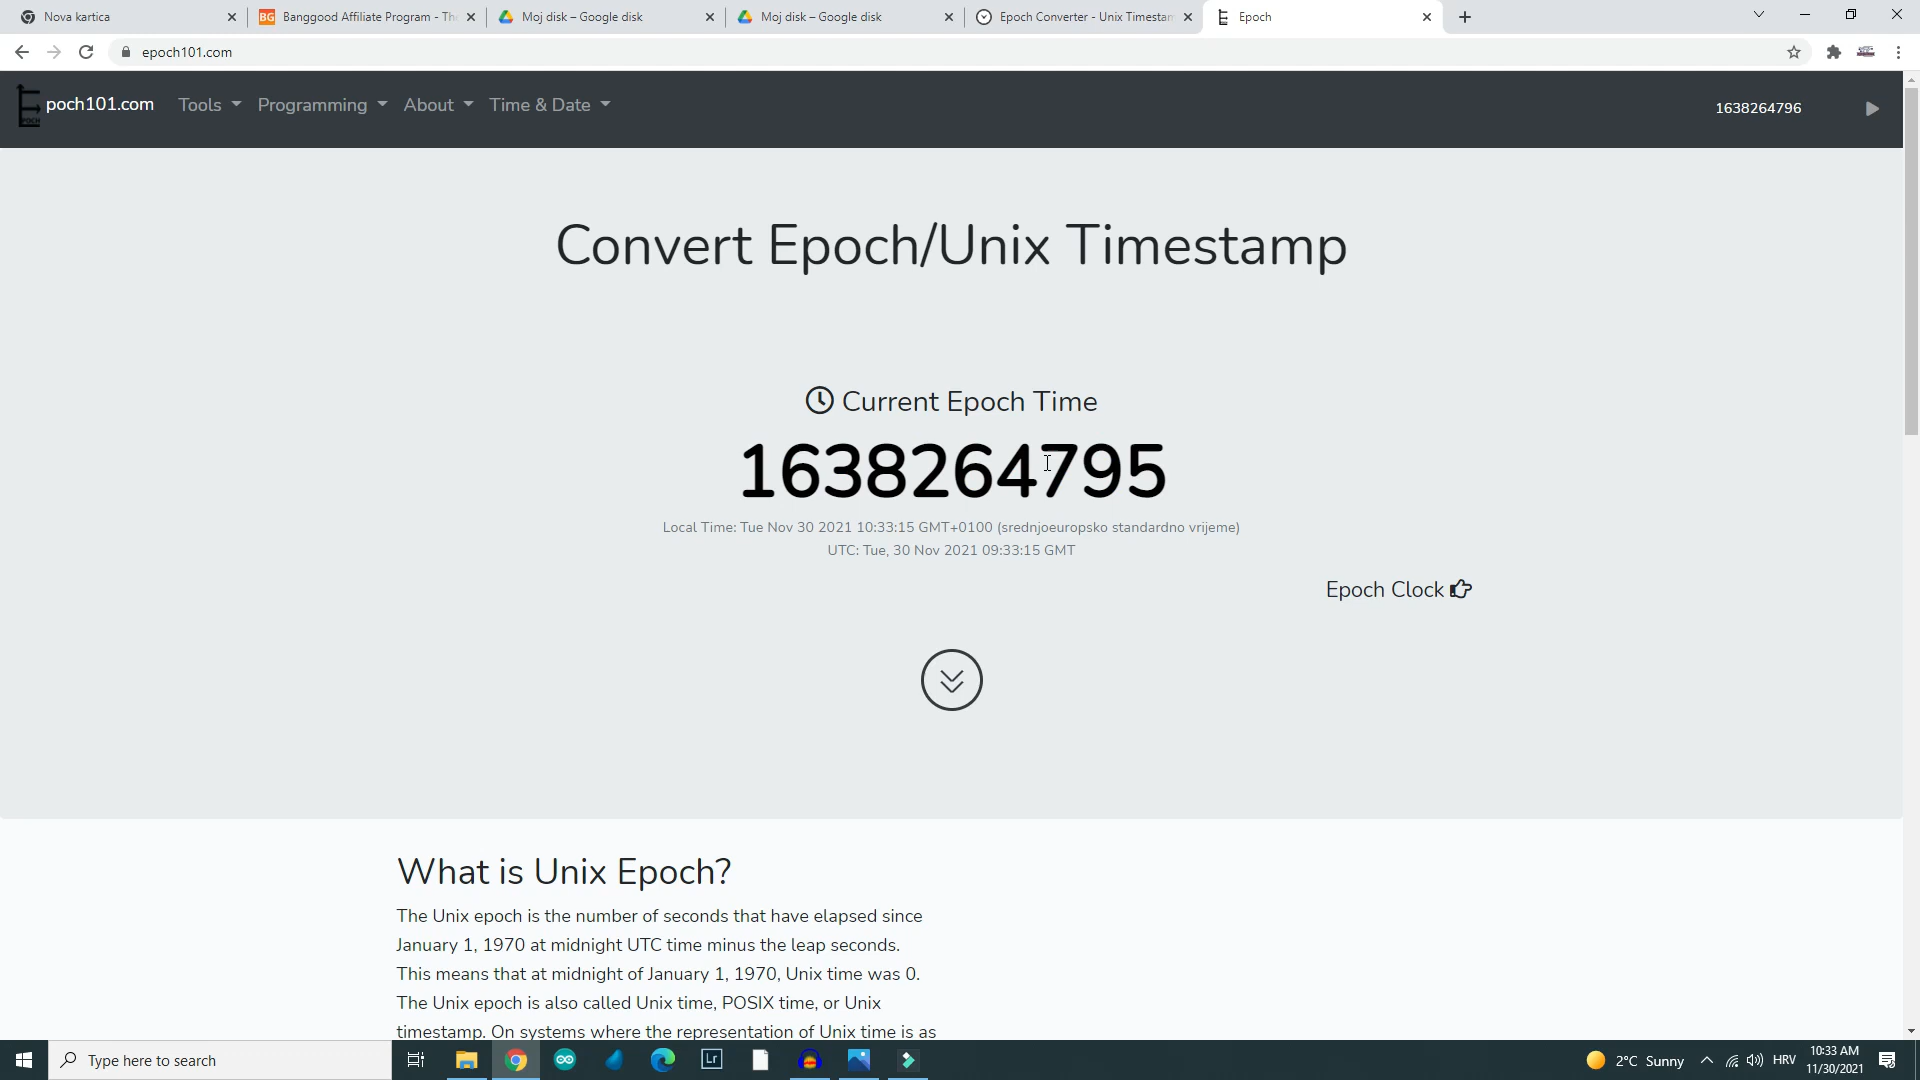 Nova kartica
BG Banggood Affiliate Program - The
Moj disk – Google disk
Moj disk – Google disk
Epoch Converter - Unix Timestam
Epoch
epoch101.com
poch101.com
Tools
Programming
About
Time & Date
1638264796
Convert Epoch/Unix Timestamp
Current Epoch Time
1638264795
Local Time: Tue Nov 30 2021 10:33:15 GMT+0100 (srednjoeuropsko standardno vrijeme)
UTC: Tue, 30 Nov 2021 09:33:15 GMT
Epoch Clock
What is Unix Epoch?
The Unix epoch is the number of seconds that have elapsed since
January 1, 1970 at midnight UTC time minus the leap seconds.
This means that at midnight of January 1, 1970, Unix time was 0.
The Unix epoch is also called Unix time, POSIX time, or Unix
timestamp. On systems where the representation of Unix time is as
Type here to search
Lr
2°C Sunny
HRV
10:33 AM
11/30/2021